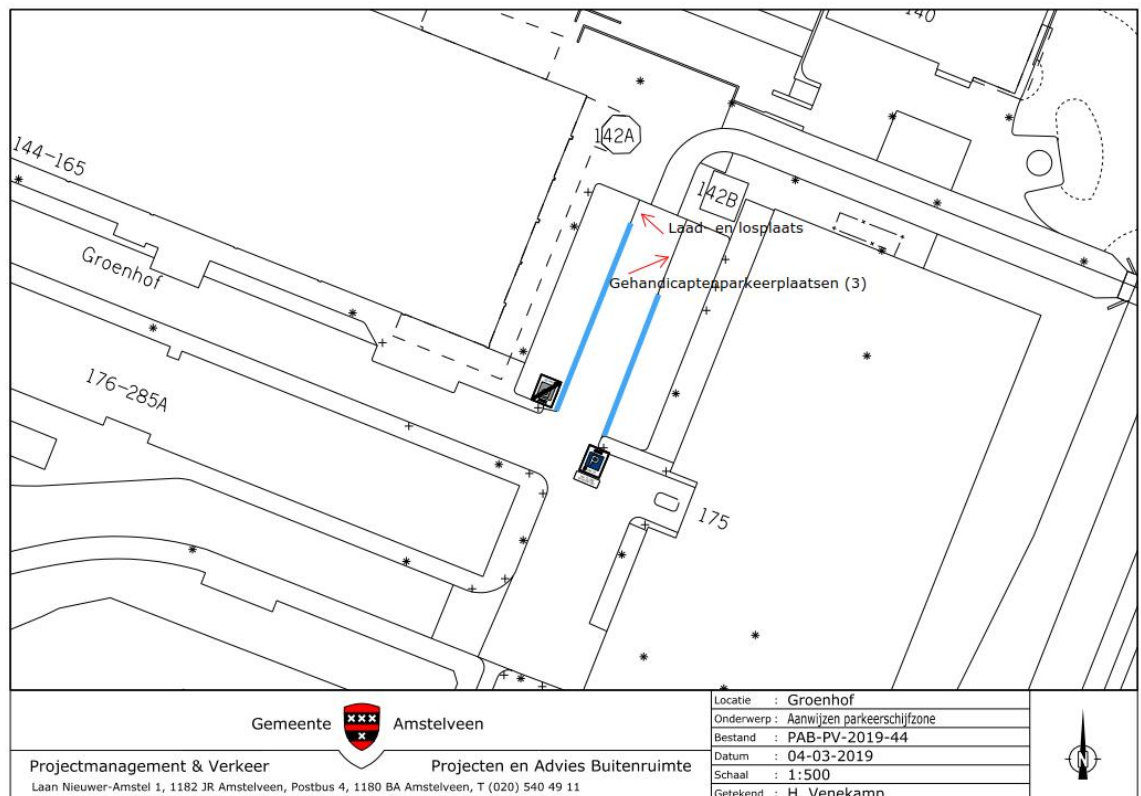 140
142A
144-165
142B
Laad- en losplaats
Groenhof
Gehandicaptenparkeerplaatsen (3)
176-285A
P
175
Gemeente Amstelveen
Projectmanagement & Verkeer
Projecten en Advies Buitenruimte
Laan Nieuwer-Amstel 1, 1182 JR Amstelveen, Postbus 4, 1180 BA Amstelveen, T (020) 540 49 11
Locatie : Groenhof
Onderwerp : Aanwijzen parkeerschijfzone
Bestand : PAB-PV-2019-44
Datum : 04-03-2019
Schaal : 1:500
Getekend : H. Venekamp